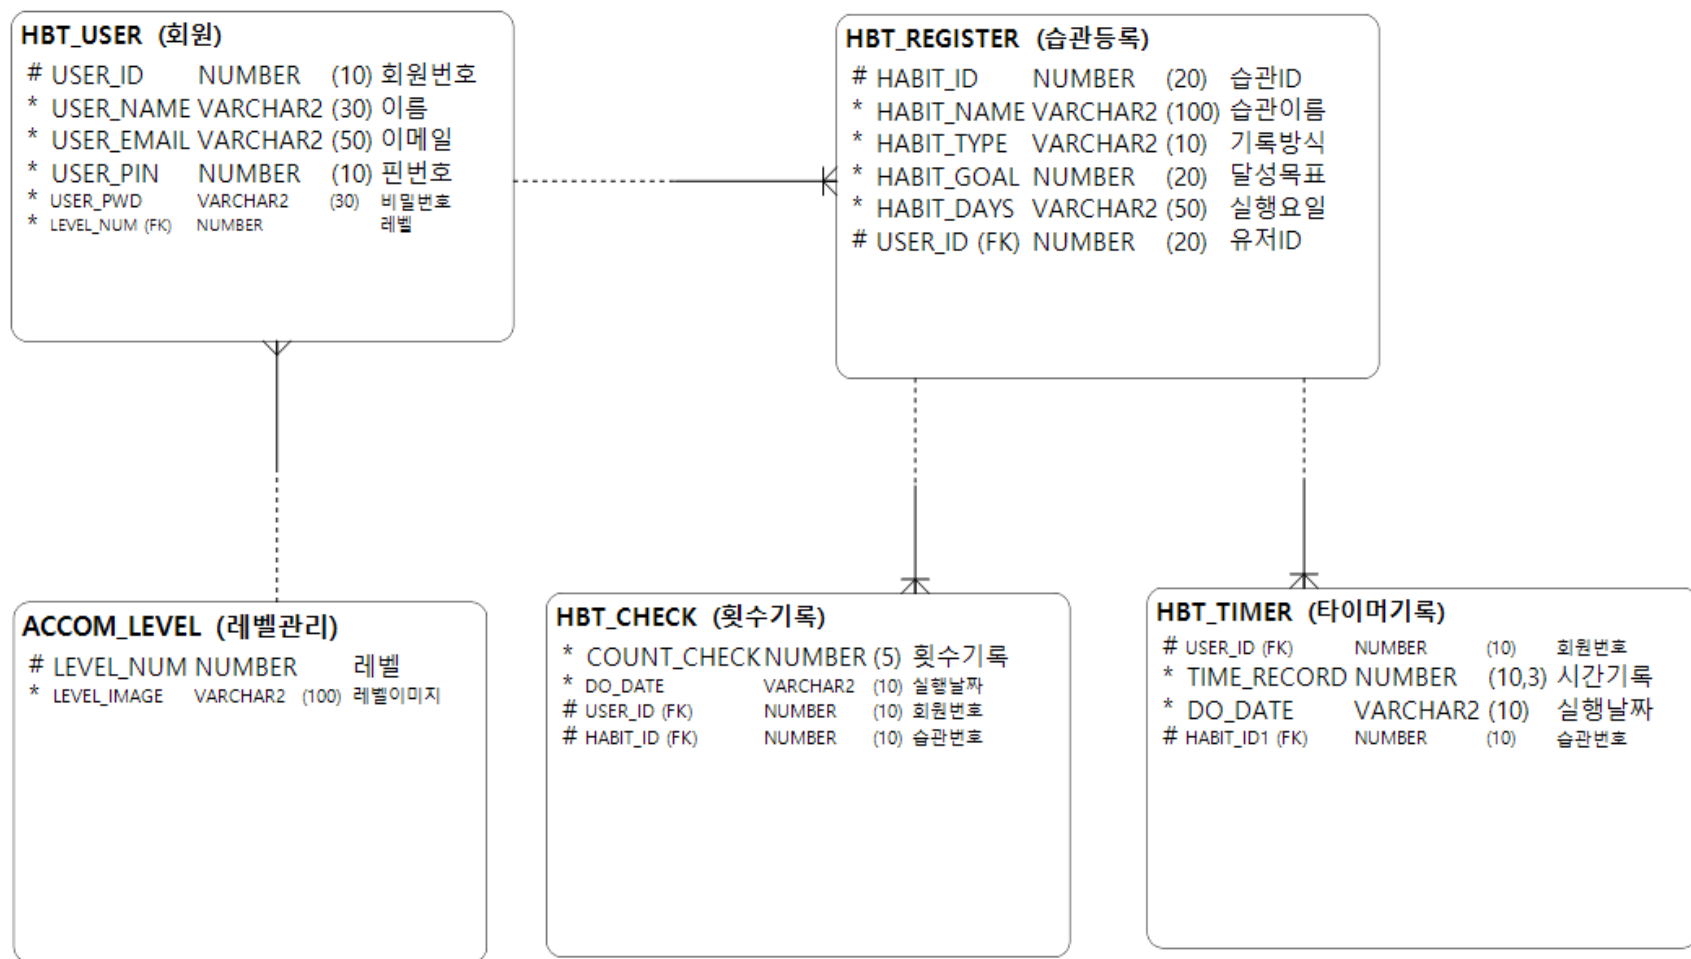 HBT_USER (회원)
# USER_ID NUMBER (10) 회원번호
* USER_NAME VARCHAR2 (30) 이름
* USER_EMAIL VARCHAR2 (50) 이메일
* USER_PIN NUMBER (10) 핀번호
* USER_PWD VARCHAR2 (30) 비밀번호
* LEVEL_NUM (FK) NUMBER 레벨
HBT_REGISTER (습관등록)
# HABIT_ID NUMBER (20) 습관ID
* HABIT_NAME VARCHAR2 (100) 습관이름
* HABIT_TYPE VARCHAR2 (10) 기록방식
* HABIT_GOAL NUMBER (20) 달성목표
* HABIT_DAYS VARCHAR2 (50) 실행요일
# USER_ID (FK) NUMBER (20) 유저ID
ACCOM_LEVEL (레벨관리)
# LEVEL_NUM NUMBER 레벨
* LEVEL_IMAGE VARCHAR2 (100) 레벨이미지
HBT_CHECK (횟수기록)
* COUNT_CHECK NUMBER (5) 횟수기록
* DO_DATE VARCHAR2 (10) 실행날짜
# USER_ID (FK) NUMBER (10) 회원번호
# HABIT_ID (FK) NUMBER (10) 습관번호
HBT_TIMER (타이머기록)
# USER_ID (FK) NUMBER (10) 회원번호
* TIME_RECORD NUMBER (10,3) 시간기록
* DO_DATE VARCHAR2 (10) 실행날짜
# HABIT_ID1 (FK) NUMBER (10) 습관번호